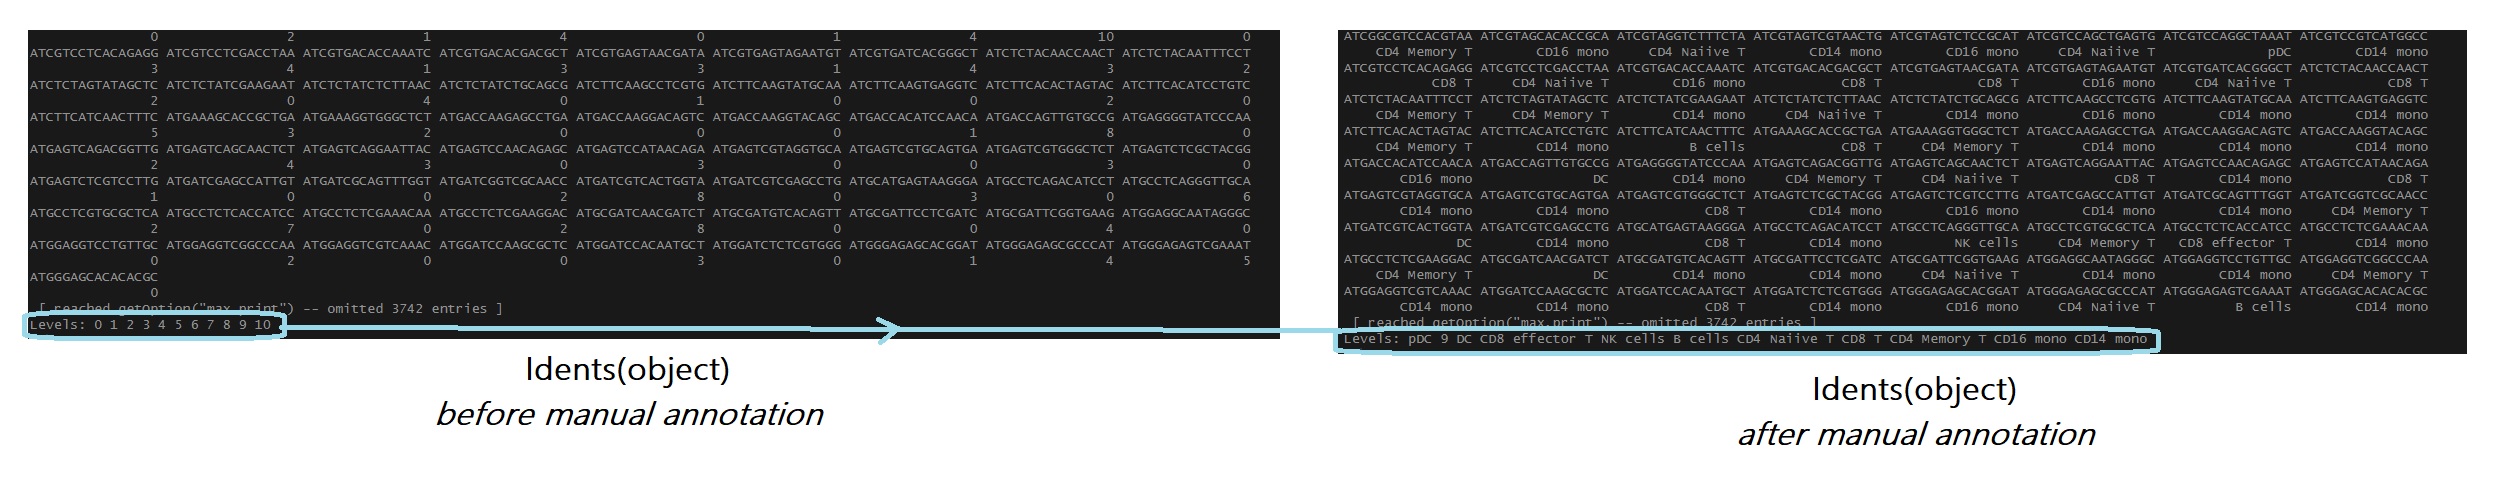 0 2 1 4 0 1 4 10 0
ATCGTCCTCACAGAGG ATCGTCCTCGACCTAA ATCGTGACACCAAATC ATCGTGACACGACGCT ATCGTGAGTAACGATA ATCGTGAGTAGAATGT ATCGTGATCACGGGCT ATCTCTACAACCAACT ATCTCTACAATTTCCT
3 4 1 3 3 1 4 3 2
ATCTCTAGTATAGCTC ATCTCTATCGAAGAAT ATCTCTATCTCTTAAC ATCTCTATCTGCAGCG ATCTTCAAGCCTCGTG ATCTTCAAGTATGCAA ATCTTCAAGTGAGGTC ATCTTCACACTAGTAC ATCTTCACATCCTGTC
2 0 4 0 1 0 0 2 0
ATCTTCATCAACTTTC ATGAAAGCACCGCTGA ATGAAAGGTGGGCTCT ATGACCAAGAGCCTGA ATGACCAAGGACAGTC ATGACCAAGGTACAGC ATGACCACATCCAACA ATGACCAGTTGTGCCG ATGAGGGGTATCCCAA
5 3 2 0 0 0 1 8 0
ATGAGTCAGACGGTTG ATGAGTCAGCAACTCT ATGAGTCAGGAATTAC ATGAGTCCAACAGAGC ATGAGTCCATAACAGA ATGAGTCGTAGGTGCA ATGAGTCGTGCAGTGA ATGAGTCGTGGGCTCT ATGAGTCTCGCTACGG
2 4 3 0 3 0 0 3 0
ATGAGTCTCGTCCTTG ATGATCGAGCCATTGT ATGATCGCAGTTTGGT ATGATCGGTCGCAACC ATGATCGTCACTGGTA ATGATCGTCGAGCCTG ATGCATGAGTAAGGGA ATGCCTCAGACATCCT ATGCCTCAGGGTTGCA
1 0 0 2 8 0 3 0 6
ATGCCTCGTGCGCTCA ATGCCTCTCACCATCC ATGCCTCTCGAAACAA ATGCCTCTCGAAGGAC ATGCGATCAACGATCT ATGCGATGTCACAGTT ATGCGATTCCTCGATC ATGCGATTCGGTGAAG ATGGAGGCAATAGGGC
2 7 0 2 8 0 0 4 0
ATGGAGGTCCTGTTGC ATGGAGGTCGGCCCAA ATGGAGGTCGTCAAAC ATGGATCCAAGCGCTC ATGGATCCACAATGCT ATGGATCTCTCGTGGG ATGGGAGAGCACGGAT ATGGGAGAGCGCCCAT ATGGGAGAGTCGAAAT
0 2 0 0 3 0 1 4 5
ATGGGAGCACACACGC
0
[ reached getOption("max.print") -- omitted 3742 entries ]
Levels: 0 1 2 3 4 5 6 7 8 9 10
Idents(object)
before manual annotation
ATCGGCGTCCACGTAA ATCGTAGCACACCGCA ATCGTAGGTCTTTCTA ATCGTAGTCGTAACTG ATCGTAGTCTCCGCAT ATCGTCCAGCTGAGTG ATCGTCCAGGCTAAAT ATCGTCCGTCATGGCC
CD4 Memory T CD16 mono CD4 Naiive T CD14 mono CD16 mono CD4 Naiive T pDC CD14 mono
ATCGTCCTCACAGAGG ATCGTCCTCGACCTAA ATCGTGACACCAAATC ATCGTGACACGACGCT ATCGTGAGTAACGATA ATCGTGAGTAGAATGT ATCGTGATCACGGGCT ATCTCTACAACCAACT
CD8 T CD4 Naiive T CD16 mono CD8 T CD8 T CD16 mono CD4 Naiive T CD8 T
ATCTCTACAATTTCCT ATCTCTAGTATAGCTC ATCTCTATCGAAGAAT ATCTCTATCTCTTAAC ATCTCTATCTGCAGCG ATCTTCAAGCCTCGTG ATCTTCAAGTATGCAA ATCTTCAAGTGAGGTC
CD4 Memory T CD4 Memory T CD14 mono CD4 Naiive T CD14 mono CD16 mono CD14 mono CD14 mono
ATCTTCACACTAGTAC ATCTTCACATCCTGTC ATCTTCATCAACTTTC ATGAAAGCACCGCTGA ATGAAAGGTGGGCTCT ATGACCAAGAGCCTGA ATGACCAAGGACAGTC ATGACCAAGGTACAGC
CD4 Memory T CD14 mono B cells CD8 T CD4 Memory T CD14 mono CD14 mono CD14 mono
ATGACCACATCCAACA ATGACCAGTTGTGCCG ATGAGGGGTATCCCAA ATGAGTCAGACGGTTG ATGAGTCAGCAACTCT ATGAGTCAGGAATTAC ATGAGTCCAACAGAGC ATGAGTCCATAACAGA
CD16 mono DC CD14 mono CD4 Memory T CD4 Naiive T CD8 T CD14 mono CD8 T
ATGAGTCGTAGGTGCA ATGAGTCGTGCAGTGA ATGAGTCGTGGGCTCT ATGAGTCTCGCTACGG ATGAGTCTCGTCCTTG ATGATCGAGCCATTGT ATGATCGCAGTTTGGT ATGATCGGTCGCAACC
CD14 mono CD14 mono CD8 T CD14 mono CD16 mono CD14 mono CD14 mono CD4 Memory T
ATGATCGTCACTGGTA ATGATCGTCGAGCCTG ATGCATGAGTAAGGGA ATGCCTCAGACATCCT ATGCCTCAGGGTTGCA ATGCCTCGTGCGCTCA ATGCCTCTCACCATCC ATGCCTCTCGAAACAA
DC CD14 mono CD8 T CD14 mono NK cells CD4 Memory T CD8 effector T CD14 mono
ATGCCTCTCGAAGGAC ATGCGATCAACGATCT ATGCGATGTCACAGTT ATGCGATTCCTCGATC ATGCGATTCGGTGAAG ATGGAGGCAATAGGGC ATGGAGGTCCTGTTGC ATGGAGGTCGGCCCAA
CD4 Memory T DC CD14 mono CD14 mono CD4 Naiive T CD14 mono CD14 mono CD4 Memory T
ATGGAGGTCGTCAAAC ATGGATCCAAGCGCTC ATGGATCCACAATGCT ATGGATCTCTCGTGGG ATGGGAGAGCACGGAT ATGGGAGAGCGCCCAT ATGGGAGAGTCGAAAT ATGGGAGCACACACGC
CD14 mono CD14 mono CD8 T CD14 mono CD16 mono CD4 Naiive T B cells CD14 mono
[ reached getOption("max.print") -- omitted 3742 entries ]
Levels: pDC 9 DC CD8 effector T NK cells B cells CD4 Naiive T CD8 T CD4 Memory T CD16 mono CD14 mono
Idents(object)
after manual annotation